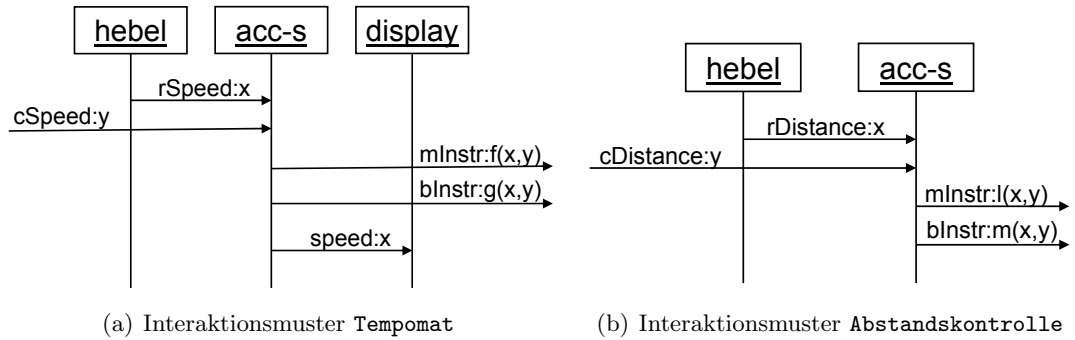 hebel
acc-s
display
rSpeed:x
cSpeed:y
mInstr:f(x,y)
bInstr:g(x,y)
speed:x
(a) Interaktionsmuster Tempomat
hebel
acc-s
rDistance:x
cDistance:y
mInstr:l(x,y)
bInstr:m(x,y)
(b) Interaktionsmuster Abstandskontrolle